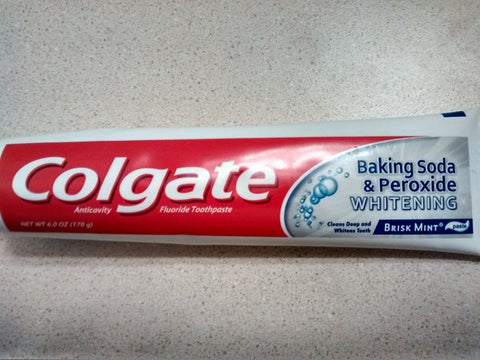 Colgate
Anticavity Fluoride Toothpaste
NET WT 6.0 OZ (170 g)
Baking Soda
& Peroxide
WHITENING
Cleans Deep and
Whitens Teeth
BRISK MINT® paste